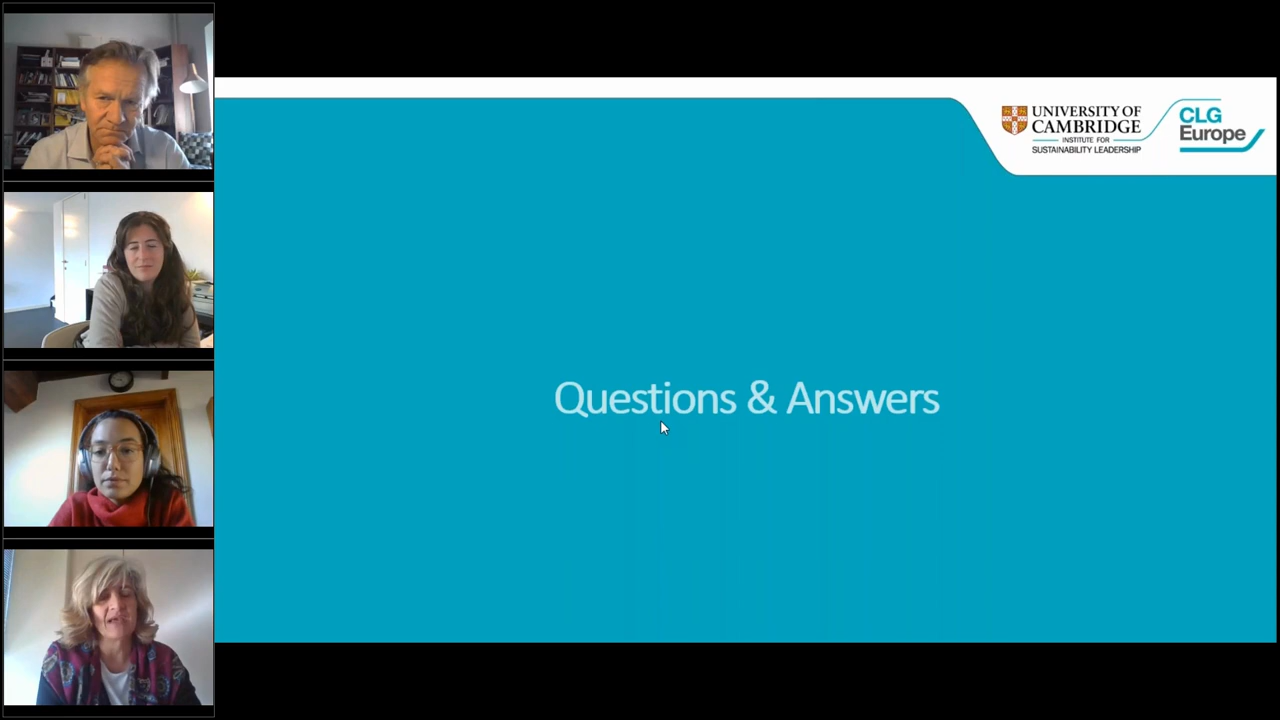 UNIVERSITY OF
CAMBRIDGE
INSTITUTE FOR
SUSTAINABILITY LEADERSHIP
CLG
Europe
Questions & Answers